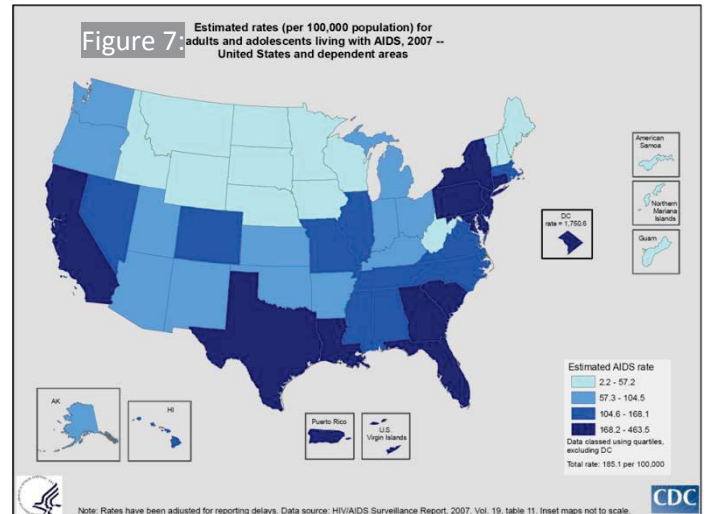 Figure 7:
Estimated rates (per 100,000 population) for
adults and adolescents living with AIDS, 2007 --
United States and dependent areas
American
Samoa
Northern
Mariana
Islands
Guam
DC
rate = 1,750.6
AK
HI
Puerto Rico
U.S.
Virgin Islands
Estimated AIDS rate
2.2 - 57.2
57.3 - 104.5
104.6 - 168.1
168.2 - 463.5
Data classed using quartiles,
excluding DC
Total rate: 185.1 per 100,000
Note: Rates have been adjusted for reporting delays. Data source: HIV/AIDS Surveillance Report, 2007, Vol. 19, table 11. Inset maps not to scale.
CDC